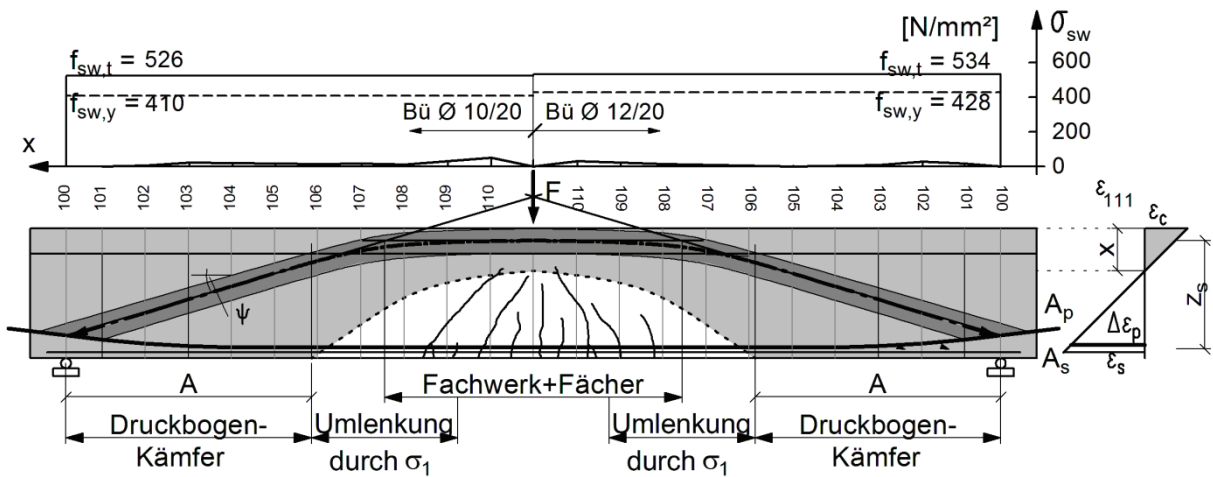 [N/mm²]
σsw
fsw,t = 526
fsw,t = 534
600
fsw,y = 410
fsw,y = 428
400
Bü Ø 10/20
Bü Ø 12/20
200
x
0
100 101 102 103 104 105 106 107 108 109 110 110 109 108 107 106 105 104 103 102 101 100
F
ε111
εc
x
zs
ψ
Ap
Δεp
As
εs
A
Fachwerk+Fächer
A
Druckbogen-
Kämfer
Umlenkung
durch σ1
Umlenkung
durch σ1
Druckbogen-
Kämfer